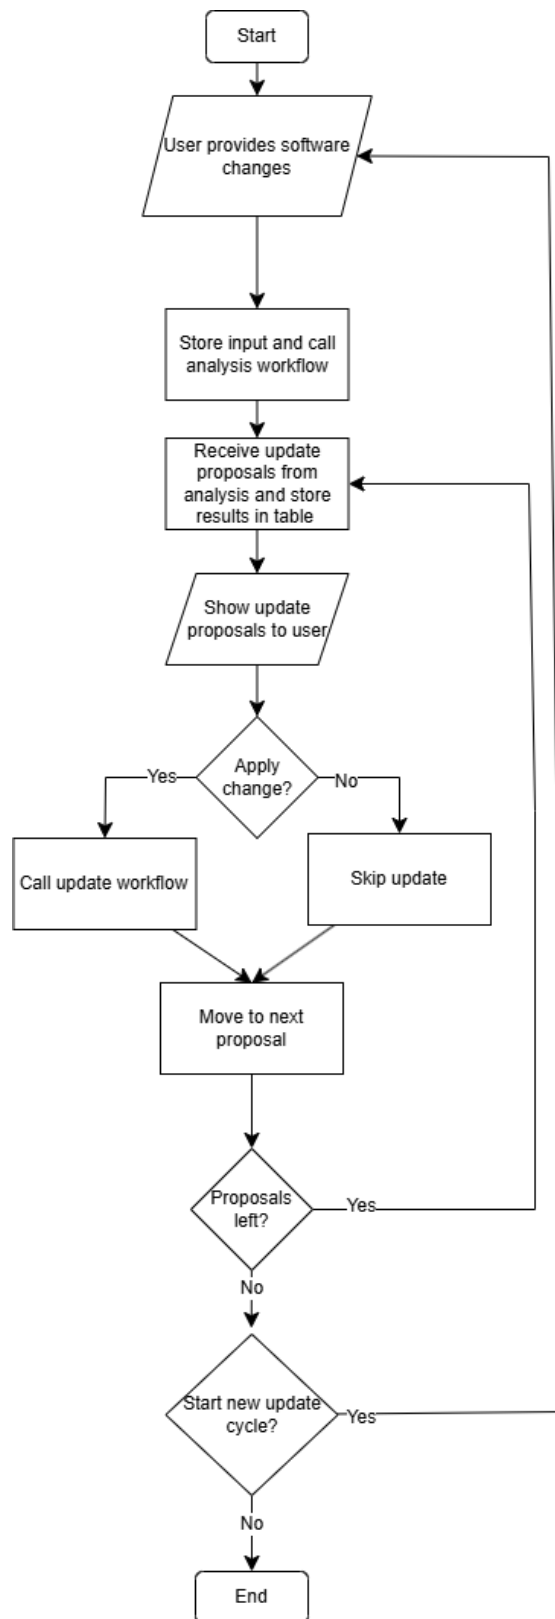 Start
User provides software
changes
Store input and call
analysis workflow
Receive update
proposals from
analysis and store
results in table
Show update
proposals to user
Apply
change?
Yes
No
Call update workflow
Skip update
Move to next
proposal
Proposals
left?
Yes
No
Start new update
cycle?
Yes
No
End